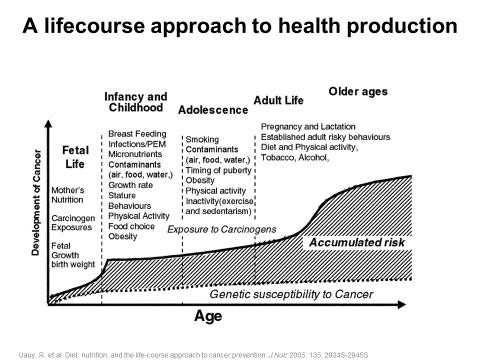 A lifecourse approach to health production
Infancy and
Childhood
Adolescence
Adult Life
Older ages
Fetal
Life
Mother's
Nutrition
Carcinogen
Exposures
Fetal
Growth
birth weight
Breast Feeding
Infections/PEM
Micronutrients
Contaminants
(air, food, water,)
Growth rate
Stature
Behaviours
Physical Activity
Food choice
Obesity
Smoking
Contaminants
(air, food, water,)
Timing of puberty
Obesity
Physical activity
Inactivity(exercise
and sedentarism)
Pregnancy and Lactation
Established adult risky behaviours
Diet and Physical activity,
Tobacco, Alcohol,
Development of Cancer
Exposure to Carcinogens
Accumulated risk
Genetic susceptibility to Cancer
Age
Uauy, R. et al. Diet, nutrition, and the life-course approach to cancer prevention. J Nutr 2005; 135: 2934S-2945S